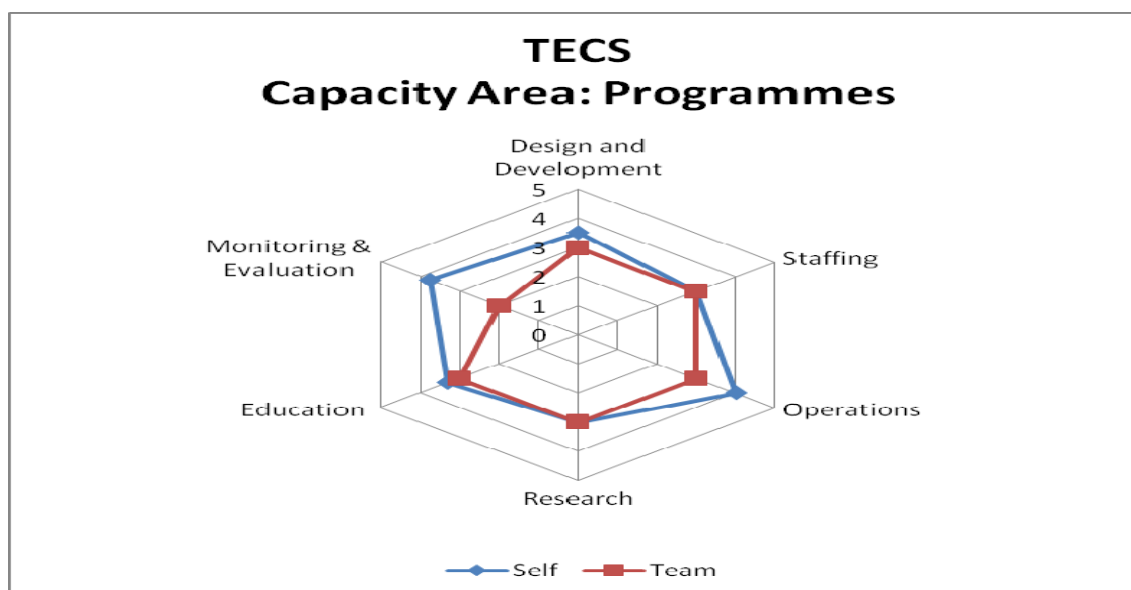 TECS
Capacity Area: Programmes
Design and
Development
5
4
3
2
1
0
Monitoring &
Evaluation
Staffing
Education
Operations
Research
Self
Team